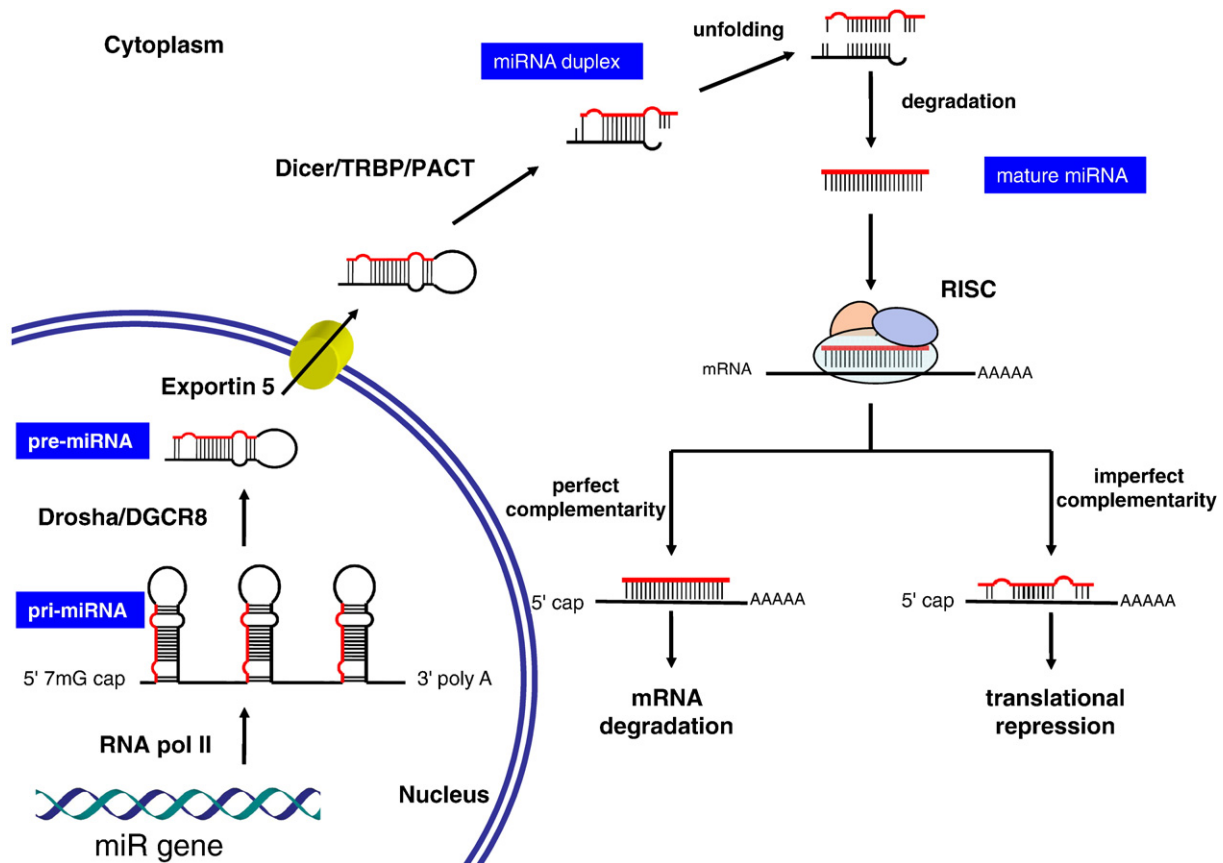 Cytoplasm
miRNA duplex
unfolding
degradation
Dicer/TRBP/PACT
mature miRNA
RISC
mRNA
AAAAA
Exportin 5
pre-miRNA
Drosha/DGCR8
pri-miRNA
5' 7mG cap
3' poly A
RNA pol II
Nucleus
miR gene
perfect
complementarity
imperfect
complementarity
5' cap
AAAAA
5' cap
AAAAA
mRNA
degradation
translational
repression